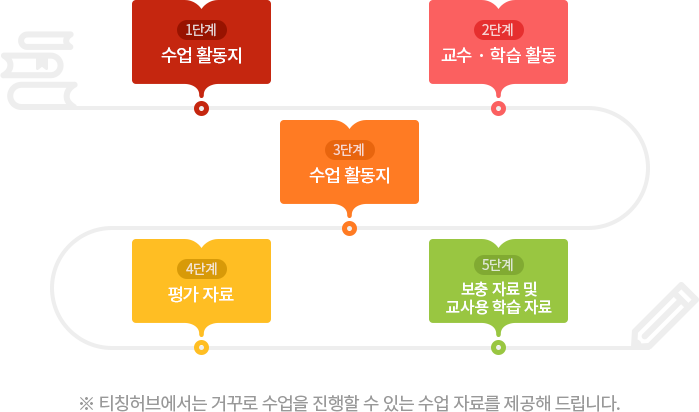 1단계
수업 활동지
2단계
교수 · 학습 활동
3단계
수업 활동지
4단계
평가 자료
5단계
보충 자료 및
교사용 학습 자료
※ 티칭허브에서는 거꾸로 수업을 진행할 수 있는 수업 자료를 제공해 드립니다.